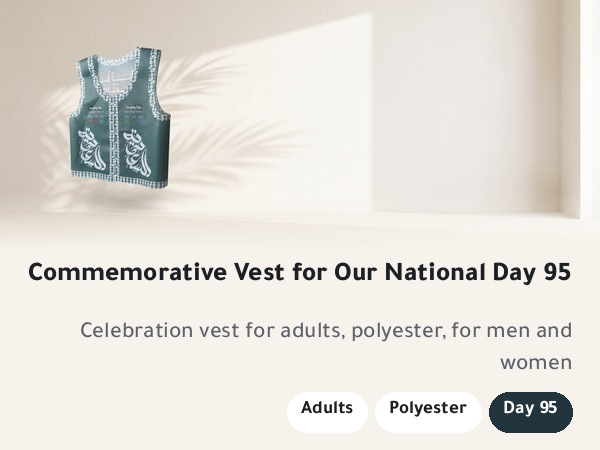 Commemorative Vest for Our National Day 95
Celebration vest for adults, polyester, for men and
women
Adults
Polyester
Day 95